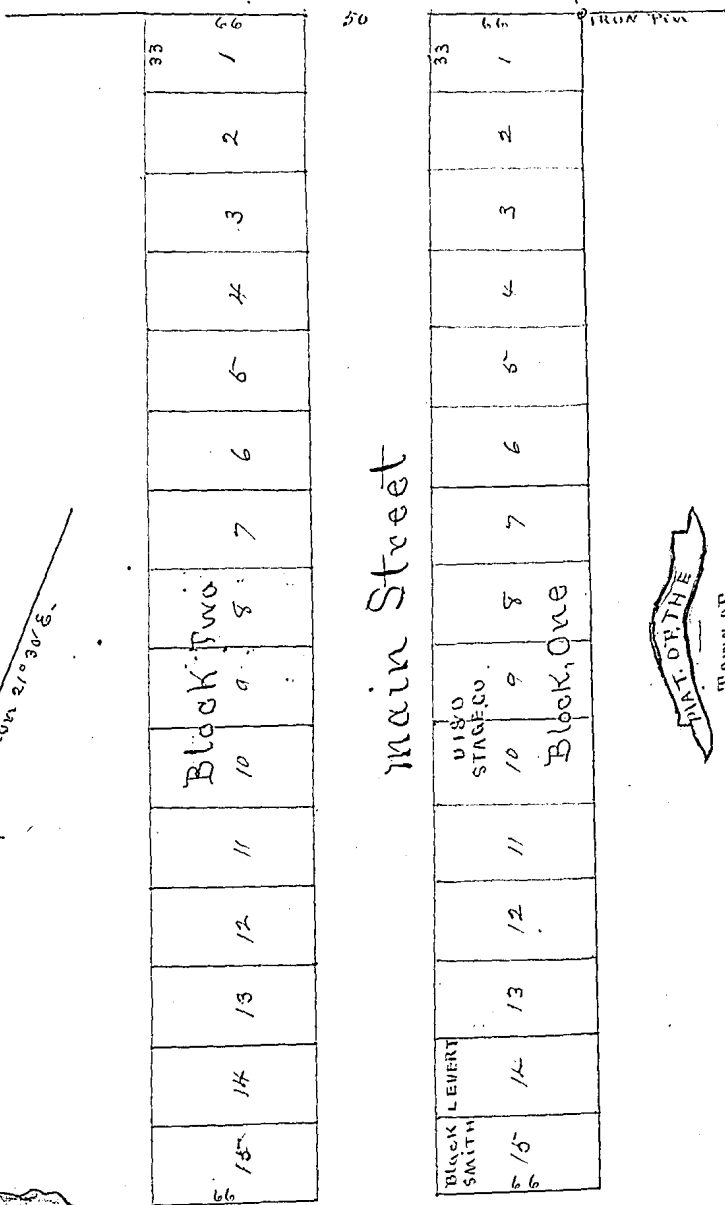 66 50 66 IRON PIN
33 1 33 1
2 2
3 3
4 4
5 5
6 6
7 7
Block Two
8 8
9 9
10 10
Main Street
STAGE CO.
Block, One
11 11
12 12
13 13
14 LEVERT 14
15 Black SMITH 15
66 66
21° 30' E.
PLAT. OF. THE